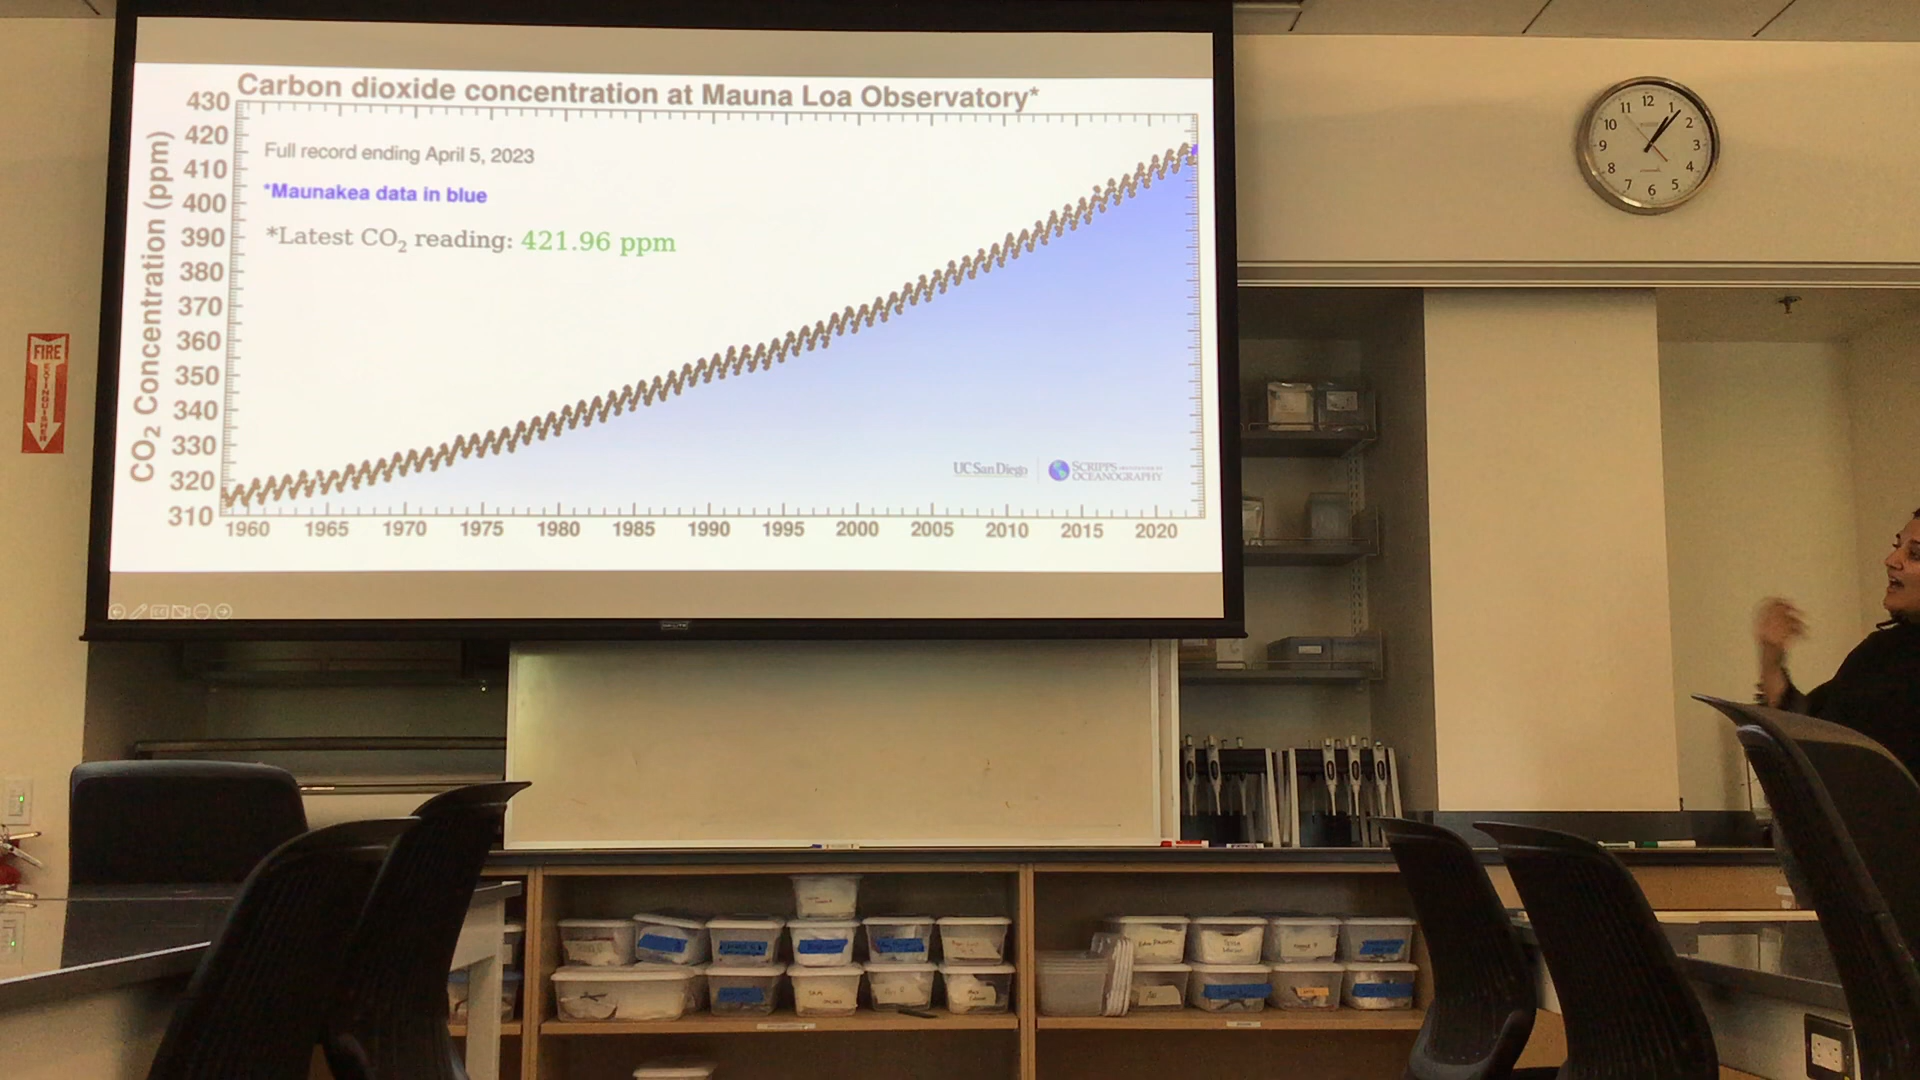 Carbon dioxide concentration at Mauna Loa Observatory*
Full record ending April 5, 2023
*Maunakea data in blue
*Latest CO₂ reading: 421.96 ppm
CO₂ Concentration (ppm)
430
420
410
400
390
380
370
360
350
340
330
320
310
1960 1965 1970 1975 1980 1985 1990 1995 2000 2005 2010 2015 2020
UC San Diego
SCRIPPS INSTITUTION OF
OCEANOGRAPHY
FIRE
EXTINGUISHER
12
1
2
3
4
5
6
7
8
9
10
11